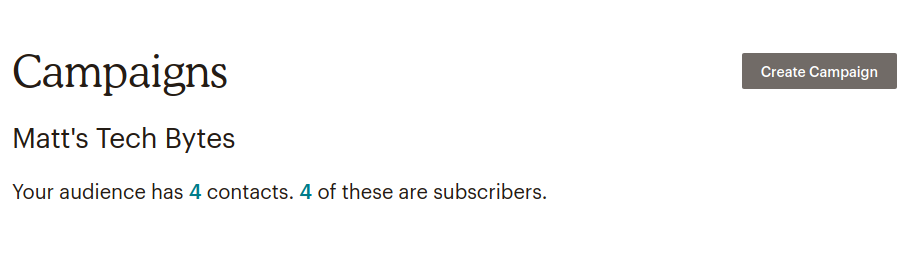 Campaigns
Create Campaign
Matt's Tech Bytes
Your audience has 4 contacts. 4 of these are subscribers.